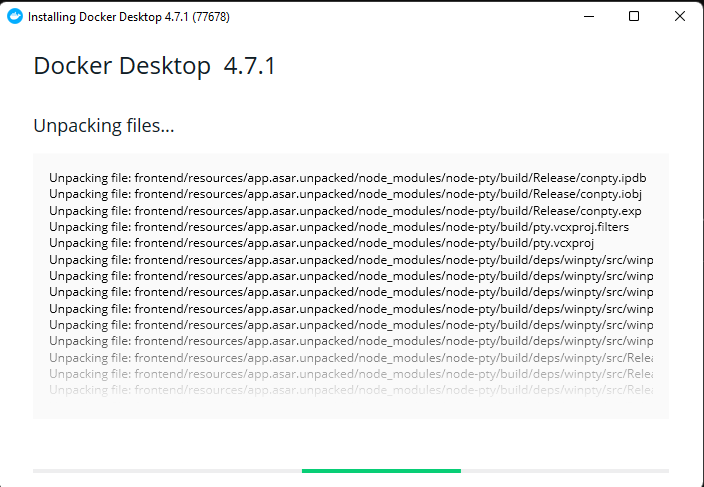 Installing Docker Desktop 4.7.1 (77678)
Docker Desktop 4.7.1
Unpacking files...
Unpacking file: frontend/resources/app.asar.unpacked/node_modules/node-pty/build/Release/conpty.ipdb
Unpacking file: frontend/resources/app.asar.unpacked/node_modules/node-pty/build/Release/conpty.iobj
Unpacking file: frontend/resources/app.asar.unpacked/node_modules/node-pty/build/Release/conpty.exp
Unpacking file: frontend/resources/app.asar.unpacked/node_modules/node-pty/build/pty.vcxproj.filters
Unpacking file: frontend/resources/app.asar.unpacked/node_modules/node-pty/build/pty.vcxproj
Unpacking file: frontend/resources/app.asar.unpacked/node_modules/node-pty/build/deps/winpty/src/winp
Unpacking file: frontend/resources/app.asar.unpacked/node_modules/node-pty/build/deps/winpty/src/winp
Unpacking file: frontend/resources/app.asar.unpacked/node_modules/node-pty/build/deps/winpty/src/winp
Unpacking file: frontend/resources/app.asar.unpacked/node_modules/node-pty/build/deps/winpty/src/winp
Unpacking file: frontend/resources/app.asar.unpacked/node_modules/node-pty/build/deps/winpty/src/winp
Unpacking file: frontend/resources/app.asar.unpacked/node_modules/node-pty/build/deps/winpty/src/winp
Unpacking file: frontend/resources/app.asar.unpacked/node_modules/node-pty/build/deps/winpty/src/Relea
Unpacking file: frontend/resources/app.asar.unpacked/node_modules/node-pty/build/deps/winpty/src/Relea
Unpacking file: frontend/resources/app.asar.unpacked/node_modules/node-pty/build/deps/winpty/src/Relea